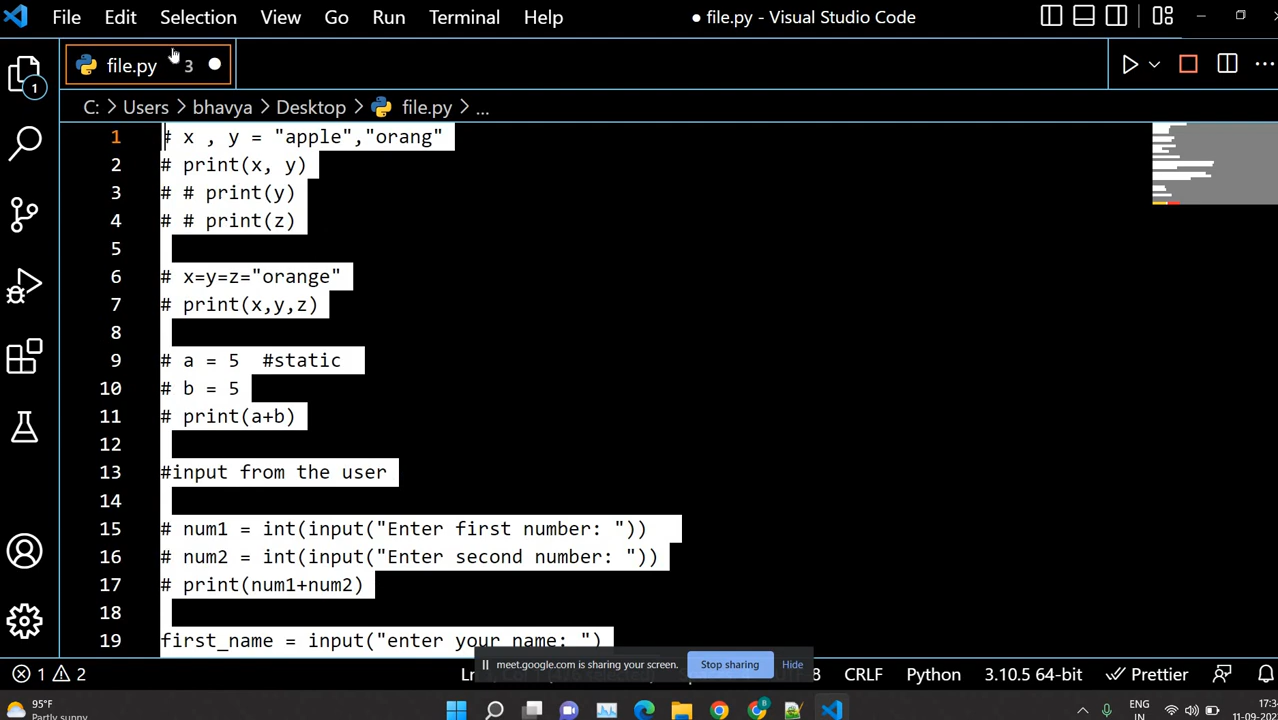 File Edit Selection View Go Run Terminal Help ● file.py - Visual Studio Code
file.py 3
C: > Users > bhavya > Desktop > file.py > ...
1 # x , y = "apple","orang"
2 # print(x, y)
3 # # print(y)
4 # # print(z)
5
6 # x=y=z="orange"
7 # print(x,y,z)
8
9 # a = 5  #static
10 # b = 5
11 # print(a+b)
12
13 #input from the user
14
15 # num1 = int(input("Enter first number: "))
16 # num2 = int(input("Enter second number: "))
17 # print(num1+num2)
18
19 first_name = input("enter your name: ")
1
meet.google.com is sharing your screen. Stop sharing Hide
1 2 CRLF Python 3.10.5 64-bit Prettier
95°F
Partly sunny
ENG
IN